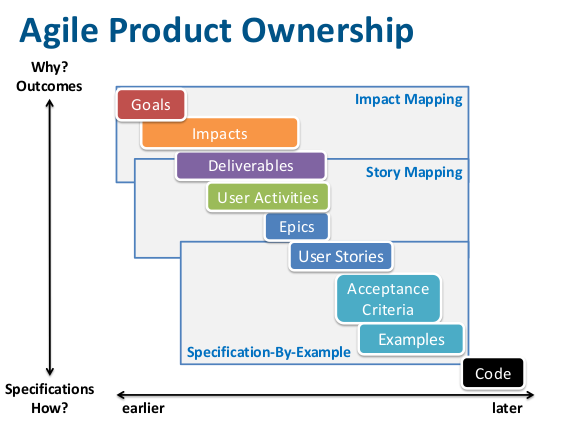 Agile Product Ownership
Why?
Outcomes
Goals
Impact Mapping
Impacts
Deliverables
Story Mapping
User Activities
Epics
User Stories
Acceptance
Criteria
Examples
Specification-By-Example
Code
Specifications
How?
earlier
later